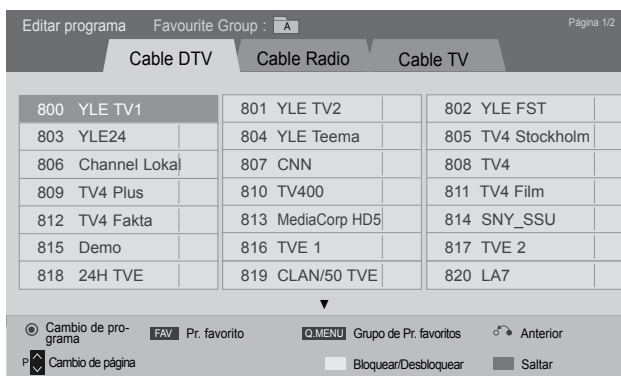 Editar programa Favourite Group : A Página 1/2
Cable DTV Cable Radio Cable TV
800 YLE TV1 801 YLE TV2 802 YLE FST
803 YLE24 804 YLE Teema 805 TV4 Stockholm
806 Channel Lokal 807 CNN 808 TV4
809 TV4 Plus 810 TV400 811 TV4 Film
812 TV4 Fakta 813 MediaCorp HD5 814 SNY_SSU
815 Demo 816 TVE 1 817 TVE 2
818 24H TVE 819 CLAN/50 TVE 820 LA7
Cambio de pro-
grama FAV Pr. favorito Q.MENU Grupo de Pr. favoritos Anterior
P Cambio de página Bloquear/Desbloquear Saltar